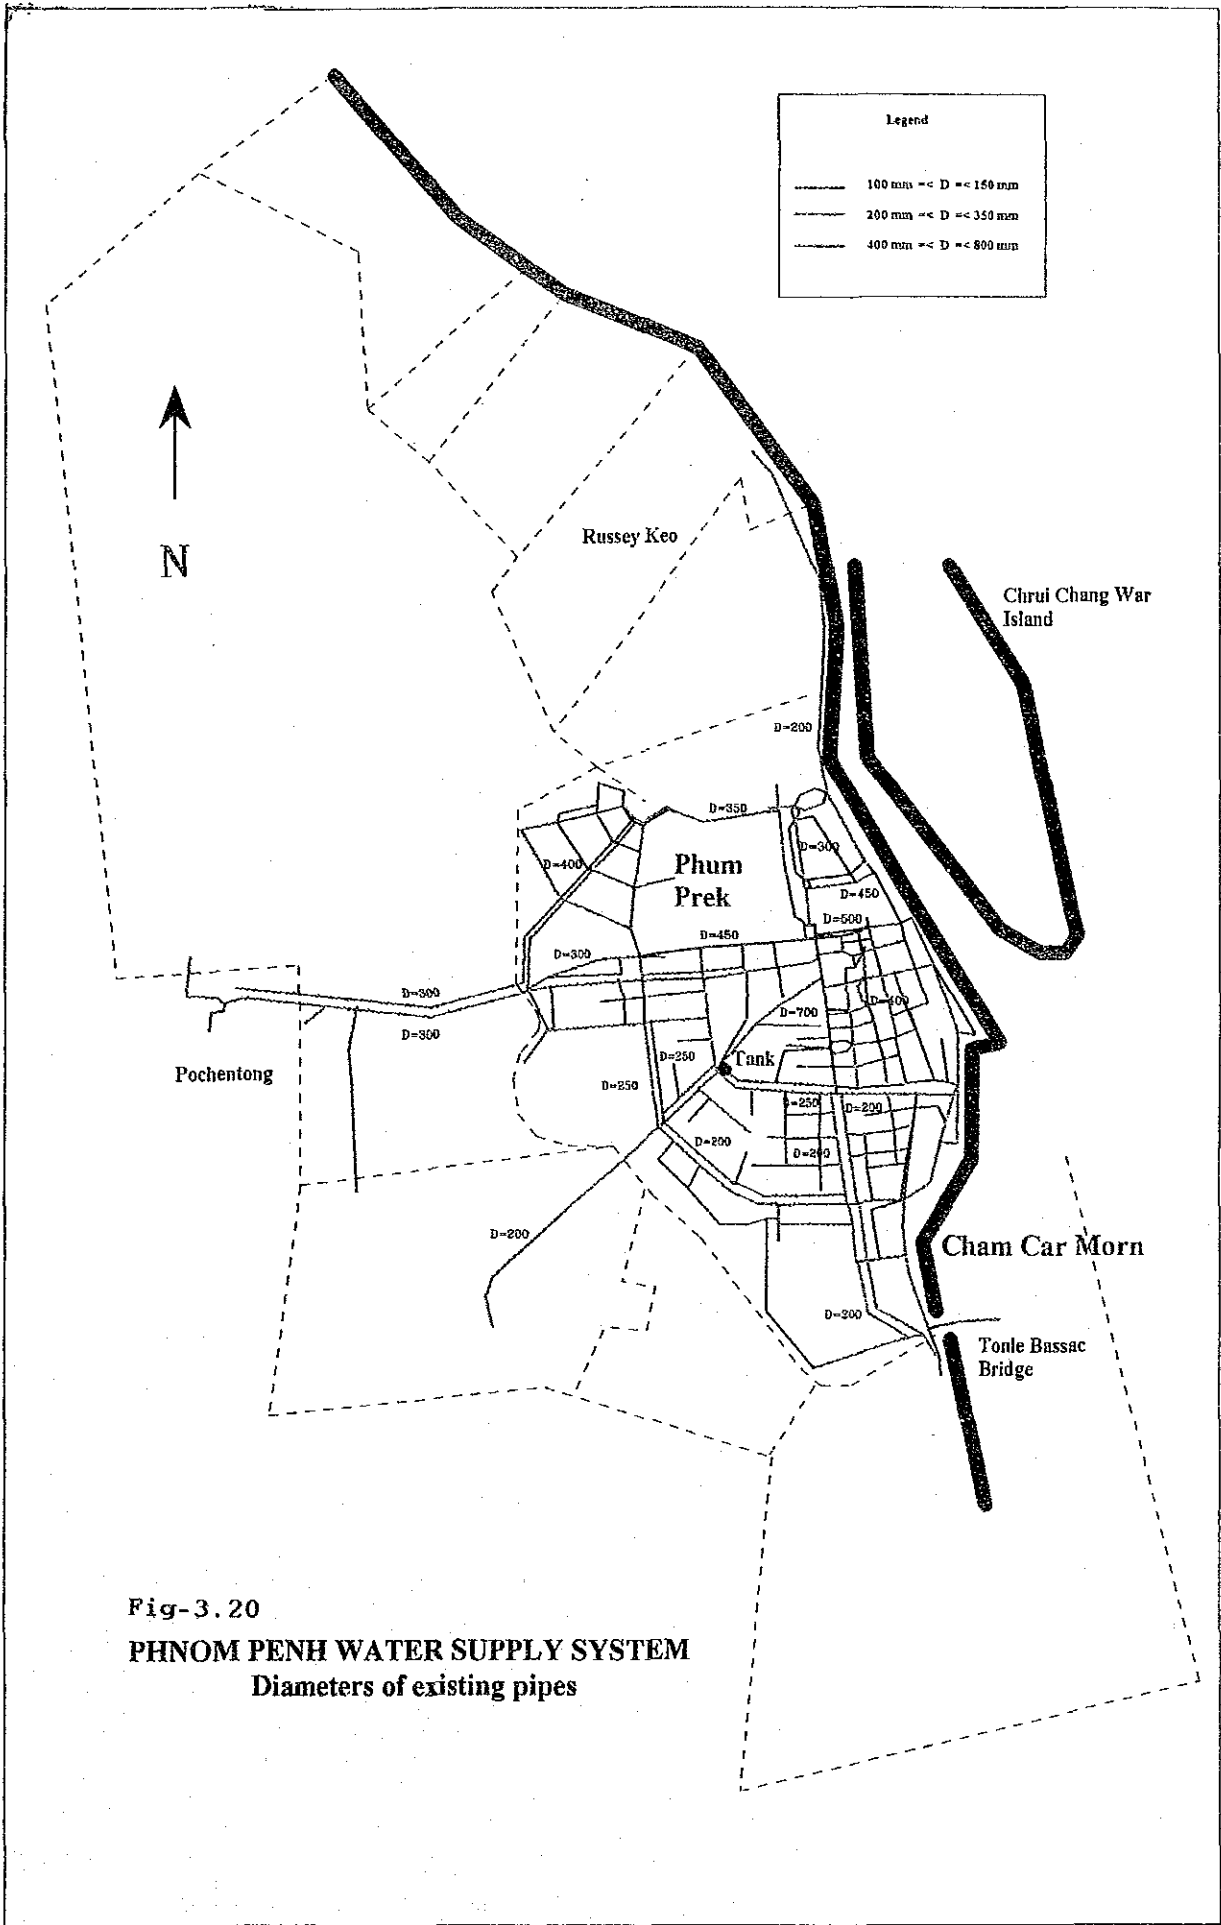 Legend
100 mm =< D =< 150 mm
200 mm =< D =< 350 mm
400 mm =< D =< 800 mm
N
Russey Keo
Chrui Chang War
Island
D=200
D=350
D=300
D=400
Phum
Prek
D=450
D=500
D=450
D=300
D=300
D=400
D=700
D=300
D=250
Tank
Pochentong
D=250
D=250
D=200
D=200
D=200
D=200
Cham Car Morn
D=200
Tonle Bassac
Bridge
Fig-3.20
PHNOM PENH WATER SUPPLY SYSTEM
Diameters of existing pipes